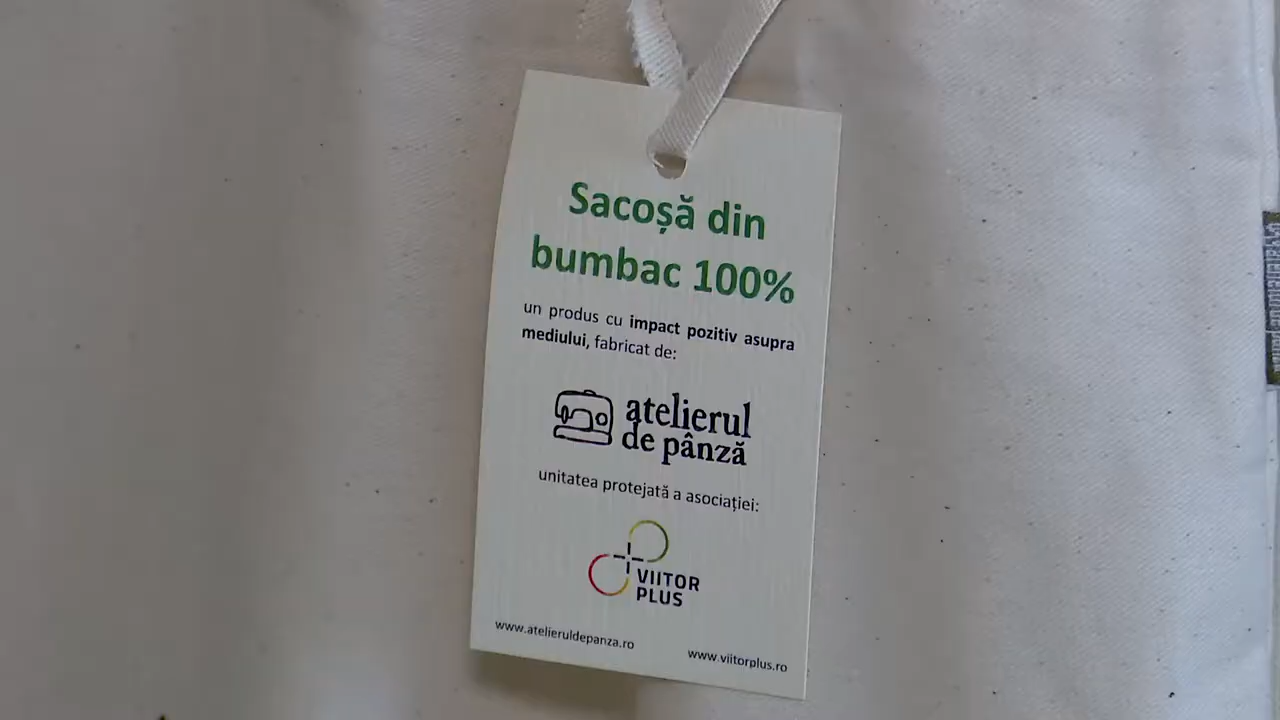 Sacoșă din
bumbac 100%
un produs cu impact pozitiv asupra
mediului, fabricat de:
atelierul
de pânză
unitatea protejată a asociației:
VIITOR
PLUS
www.atelieruldepanza.ro
www.viitorplus.ro